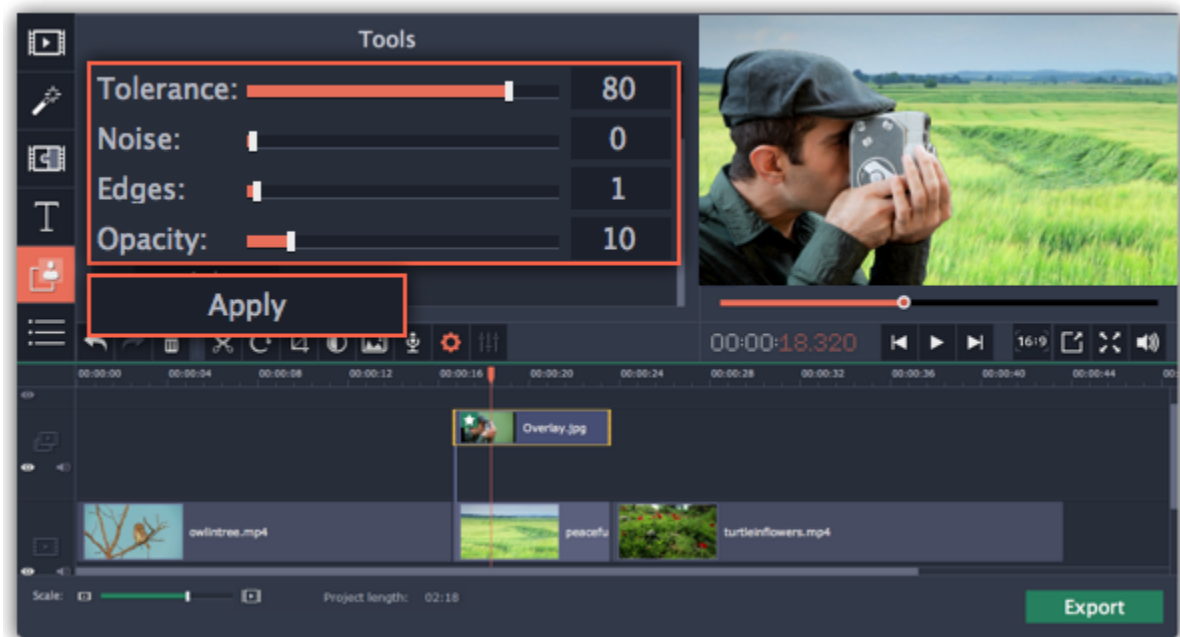 Tools
Tolerance: 80
Noise: 0
Edges: 1
Opacity: 10
Apply
T
00:00:18.320
16:9
00:00:00 00:00:04 00:00:08 00:00:12 00:00:16 00:00:20 00:00:24 00:00:28 00:00:32 00:00:36 00:00:40 00:00:44 00:
Overlay.jpg
owlintree.mp4 peacefu turtleinflowers.mp4
Scale: Project length: 02:18
Export